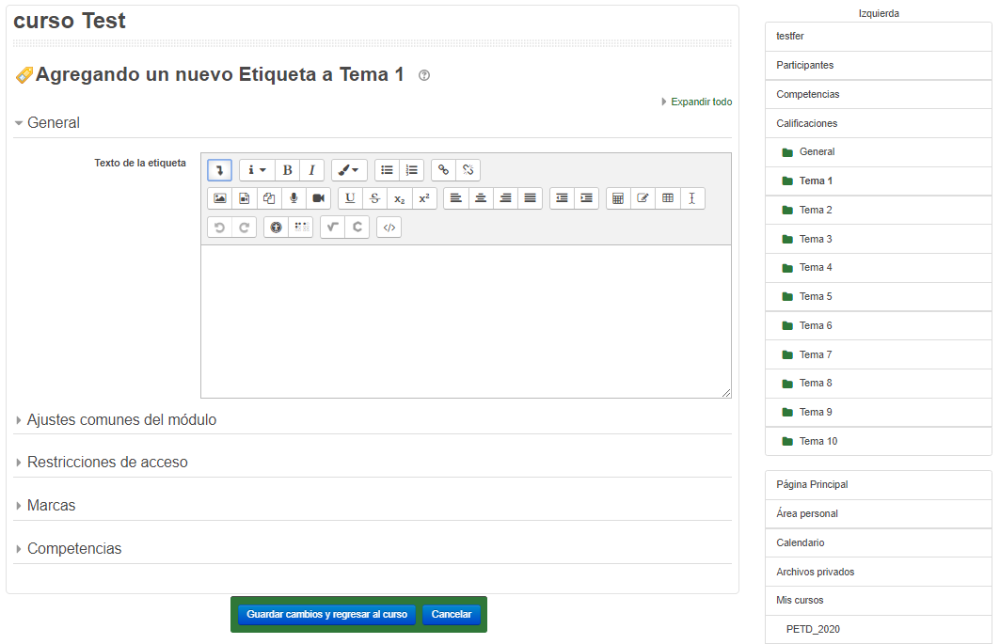 curso Test
Agregando un nuevo Etiqueta a Tema 1
Expandir todo
General
Texto de la etiqueta
Ajustes comunes del módulo
Restricciones de acceso
Marcas
Competencias
Guardar cambios y regresar al curso
Cancelar
Izquierda
testfer
Participantes
Competencias
Calificaciones
General
Tema 1
Tema 2
Tema 3
Tema 4
Tema 5
Tema 6
Tema 7
Tema 8
Tema 9
Tema 10
Página Principal
Área personal
Calendario
Archivos privados
Mis cursos
PETD_2020